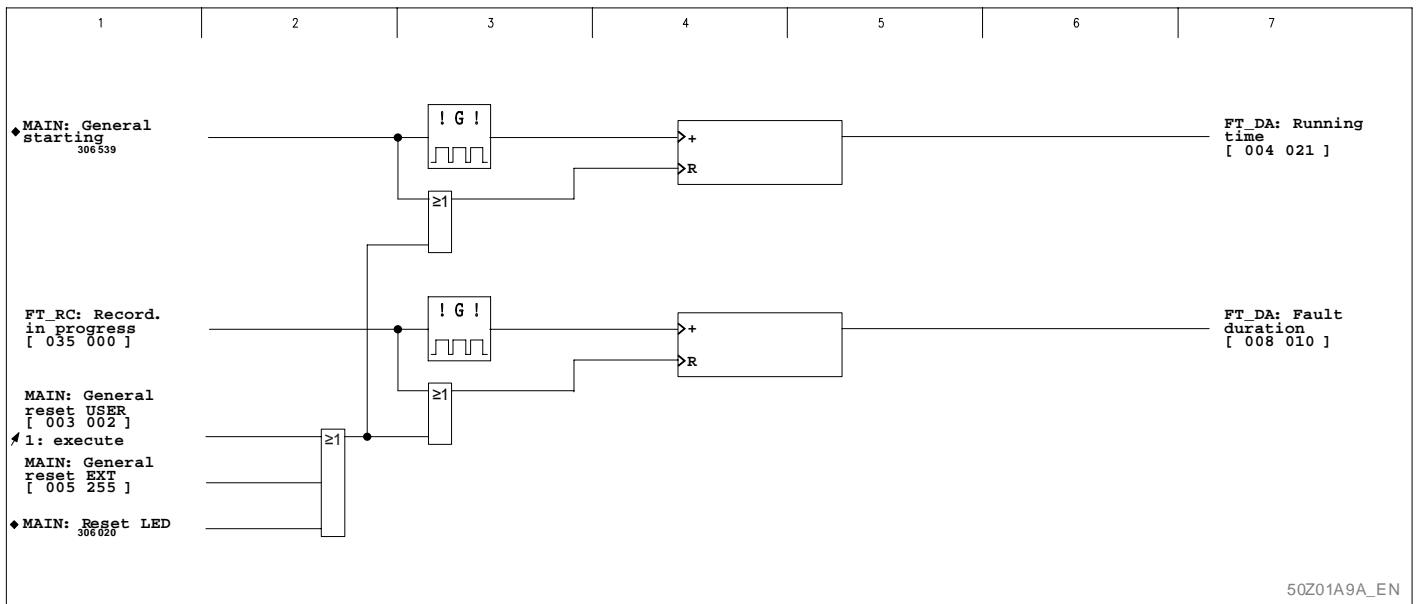 1 2 3 4 5 6 7
MAIN: General
starting
306 539
! G !
+
R
FT_DA: Running
time
[ 004 021 ]
≥1
FT_RC: Record.
in progress
[ 035 000 ]
! G !
+
R
FT_DA: Fault
duration
[ 008 010 ]
≥1
MAIN: General
reset USER
[ 003 002 ]
1: execute
≥1
MAIN: General
reset EXT
[ 005 255 ]
MAIN: Reset LED
306 020
50Z01A9A_EN